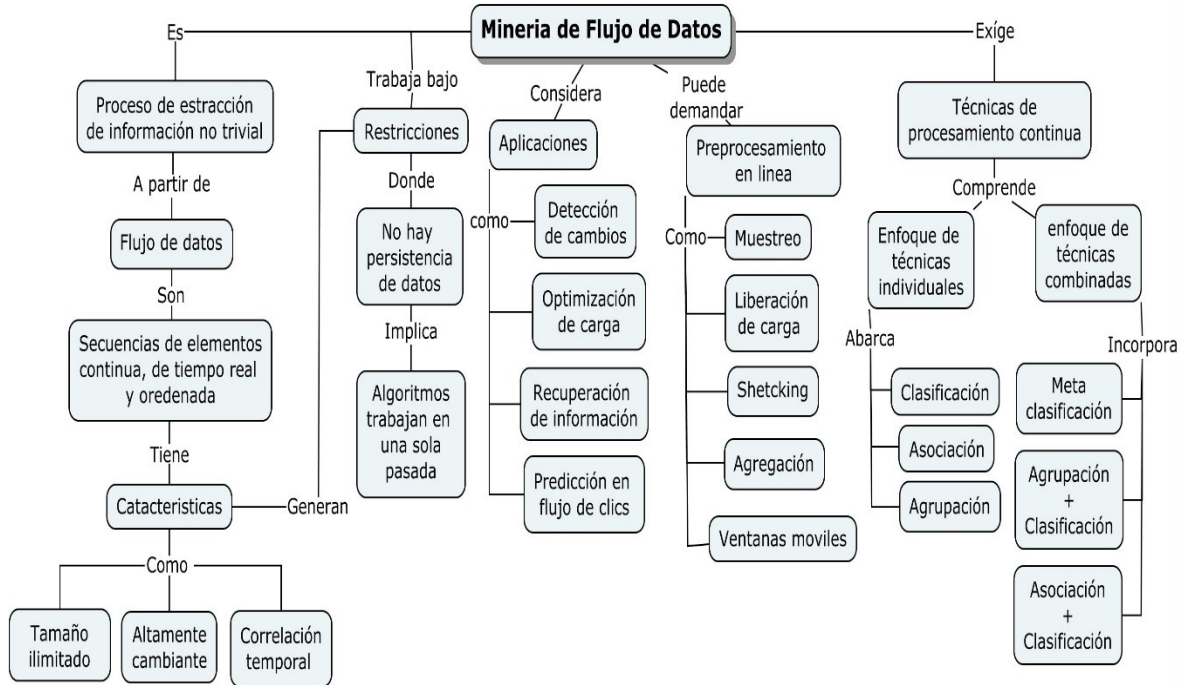 Mineria de Flujo de Datos
Es
Proceso de estracción
de información no trivial
A partir de
Flujo de datos
Son
Secuencias de elementos
continua, de tiempo real
y oredenada
Tiene
Catacteristicas
Generan
Como
Tamaño
ilimitado
Altamente
cambiante
Correlación
temporal
Trabaja bajo
Restricciones
Donde
No hay
persistencia
de datos
Implica
Algoritmos
trabajan en
una sola
pasada
Considera
Aplicaciones
como
Detección
de cambios
Optimización
de carga
Recuperación
de información
Predicción en
flujo de clics
Puede
demandar
Preprocesamiento
en linea
Como
Muestreo
Liberación
de carga
Shetcking
Agregación
Ventanas moviles
Exíge
Técnicas de
procesamiento continua
Comprende
Enfoque de
técnicas
individuales
Abarca
Clasificación
Asociación
Agrupación
enfoque de
técnicas
combinadas
Incorpora
Meta
clasificación
Agrupación
+
Clasificación
Asociación
+
Clasificación